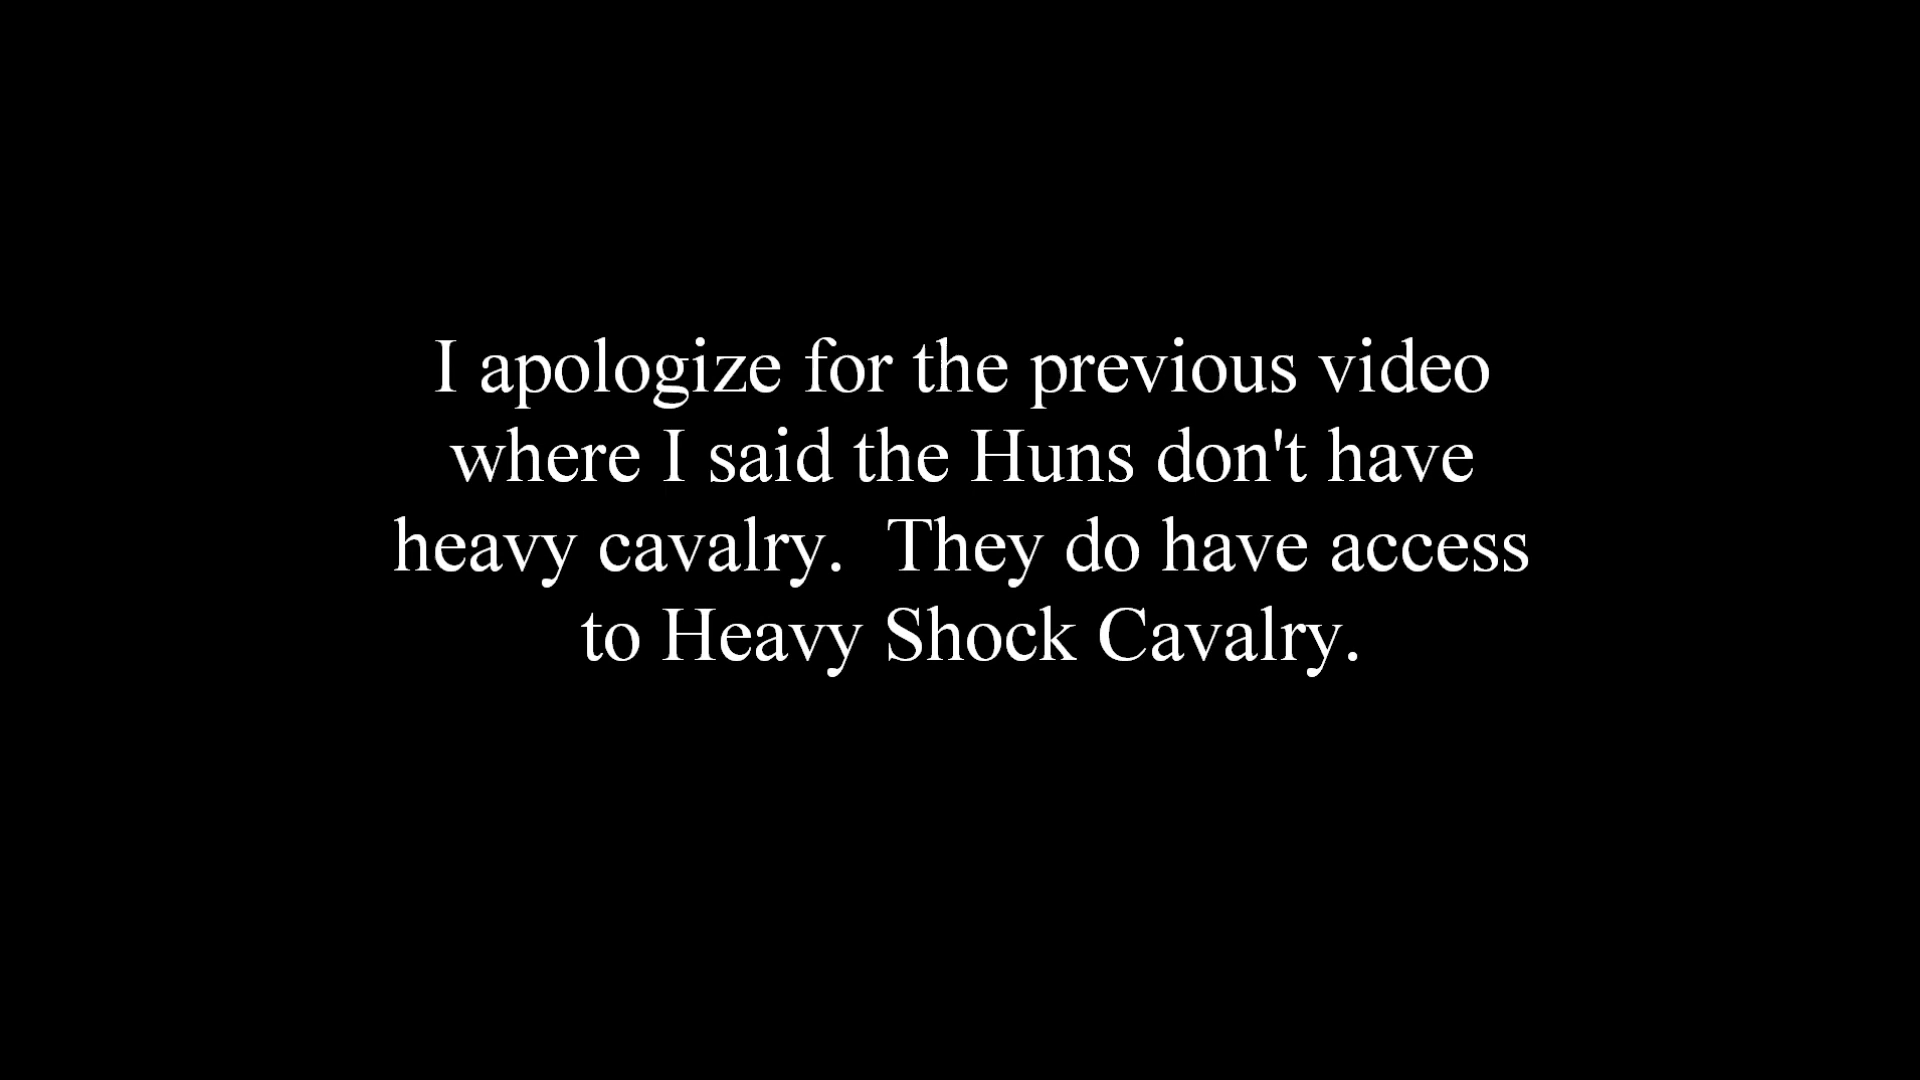 I apologize for the previous video
where I said the Huns don't have
heavy cavalry.  They do have access
to Heavy Shock Cavalry.